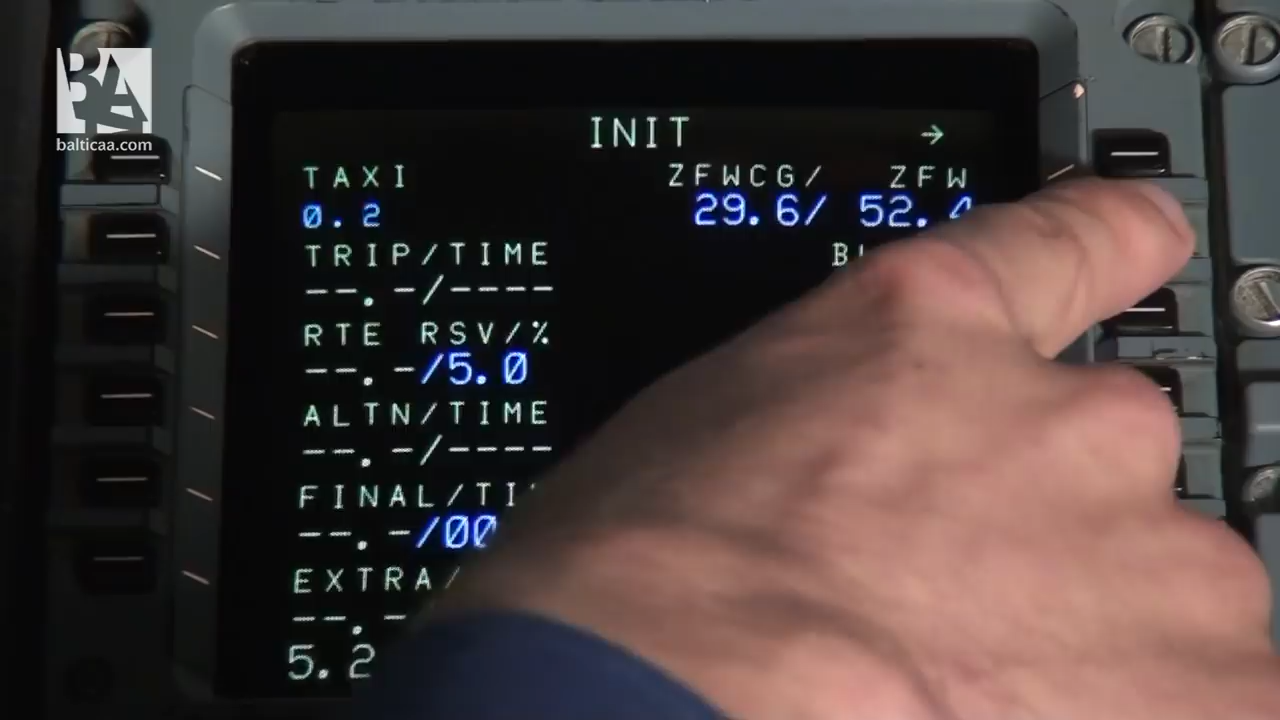 BA
balticaa.com
INIT →
TAXI ZFWCG/ ZFW
0.2 29.6/ 52.4
TRIP/TIME
--.-/----
RTE RSV/%
--.-/5.0
ALTN/TIME
--.-/----
FINAL/
--.-/00
EXTRA/
--.-
5.2